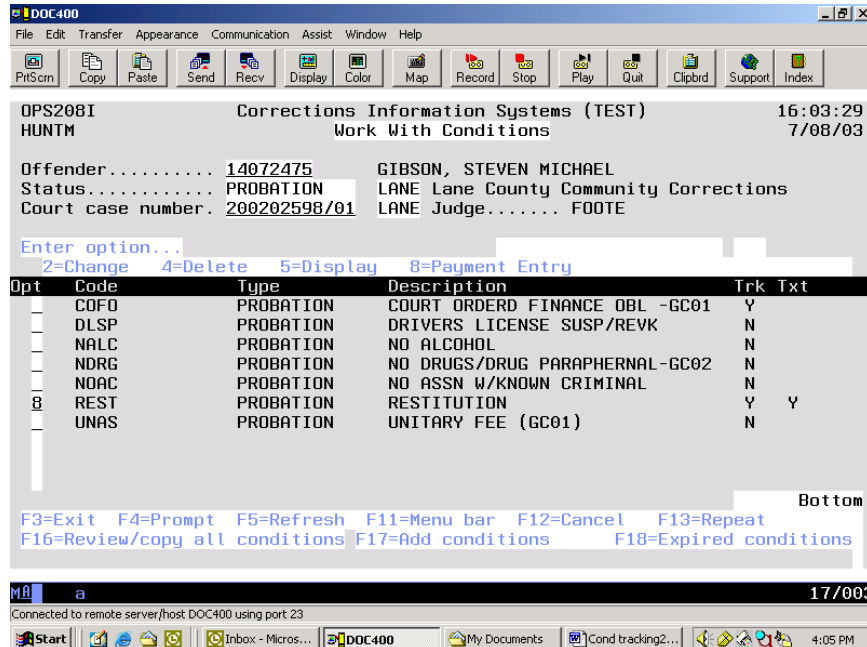 DOC400
File Edit Transfer Appearance Communication Assist Window Help
PrtScrn Copy Paste Send Recv Display Color Map Record Stop Play Quit Clipbrd Support Index
OPS208I Corrections Information Systems (TEST) 16:03:29
HUNTM Work With Conditions 7/08/03
Offender.......... 14072475 GIBSON, STEVEN MICHAEL
Status............ PROBATION LANE Lane County Community Corrections
Court case number. 200202598/01 LANE Judge....... FOOTE
Enter option...
2=Change 4=Delete 5=Display 8=Payment Entry
Opt Code Type Description Trk Txt
COFO PROBATION COURT ORDERD FINANCE OBL -GC01 Y
DLSP PROBATION DRIVERS LICENSE SUSP/REVK N
NALC PROBATION NO ALCOHOL N
NDRG PROBATION NO DRUGS/DRUG PARAPHERNAL-GC02 N
NOAC PROBATION NO ASSN W/KNOWN CRIMINAL N
8 REST PROBATION RESTITUTION Y Y
UNAS PROBATION UNITARY FEE (GC01) N
Bottom
F3=Exit F4=Prompt F5=Refresh F11=Menu bar F12=Cancel F13=Repeat
F16=Review/copy all conditions F17=Add conditions F18=Expired conditions
MA a 17/003
Connected to remote server/host DOC400 using port 23
Start Inbox - Micros... DOC400 My Documents Cond tracking2... 4:05 PM